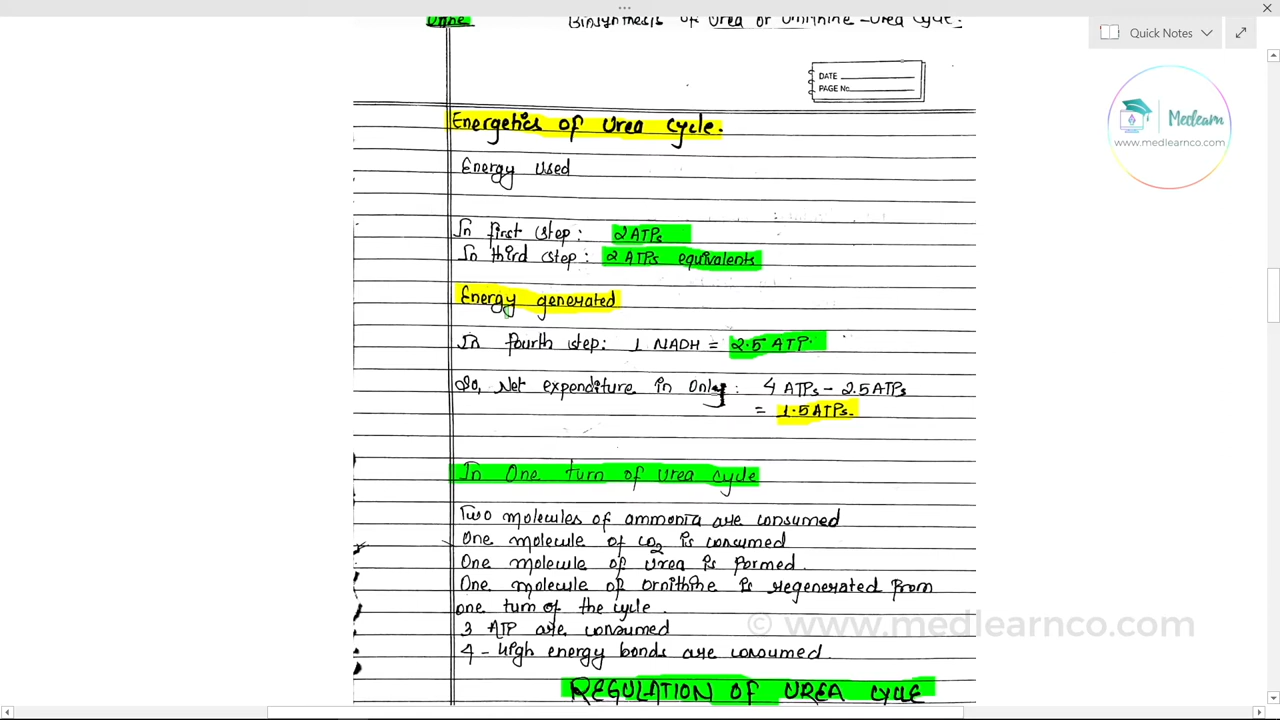 Biosynthesis of Urea or Ornithine-Urea Cycle.
Quick Notes
DATE
PAGE No.
Medlearn
www.medlearnco.com
Energetics of Urea Cycle.
Energy Used
In first step: 2 ATPs
In third step: 2 ATPs equivalents
Energy generated
In fourth step: 1 NADH = 2.5 ATP.
So, Net expenditure in Only: 4 ATPs - 2.5 ATPs
= 1.5 ATPs.
In One turn of Urea cycle
Two molecules of ammonia are consumed
One molecule of CO2 is consumed
One molecule of Urea is formed.
One molecule of ornithine is regenerated from
one turn of the cycle.
3 ATP are consumed
© www.medlearnco.com
4 - High energy bonds are consumed.
REGULATION OF UREA CYCLE